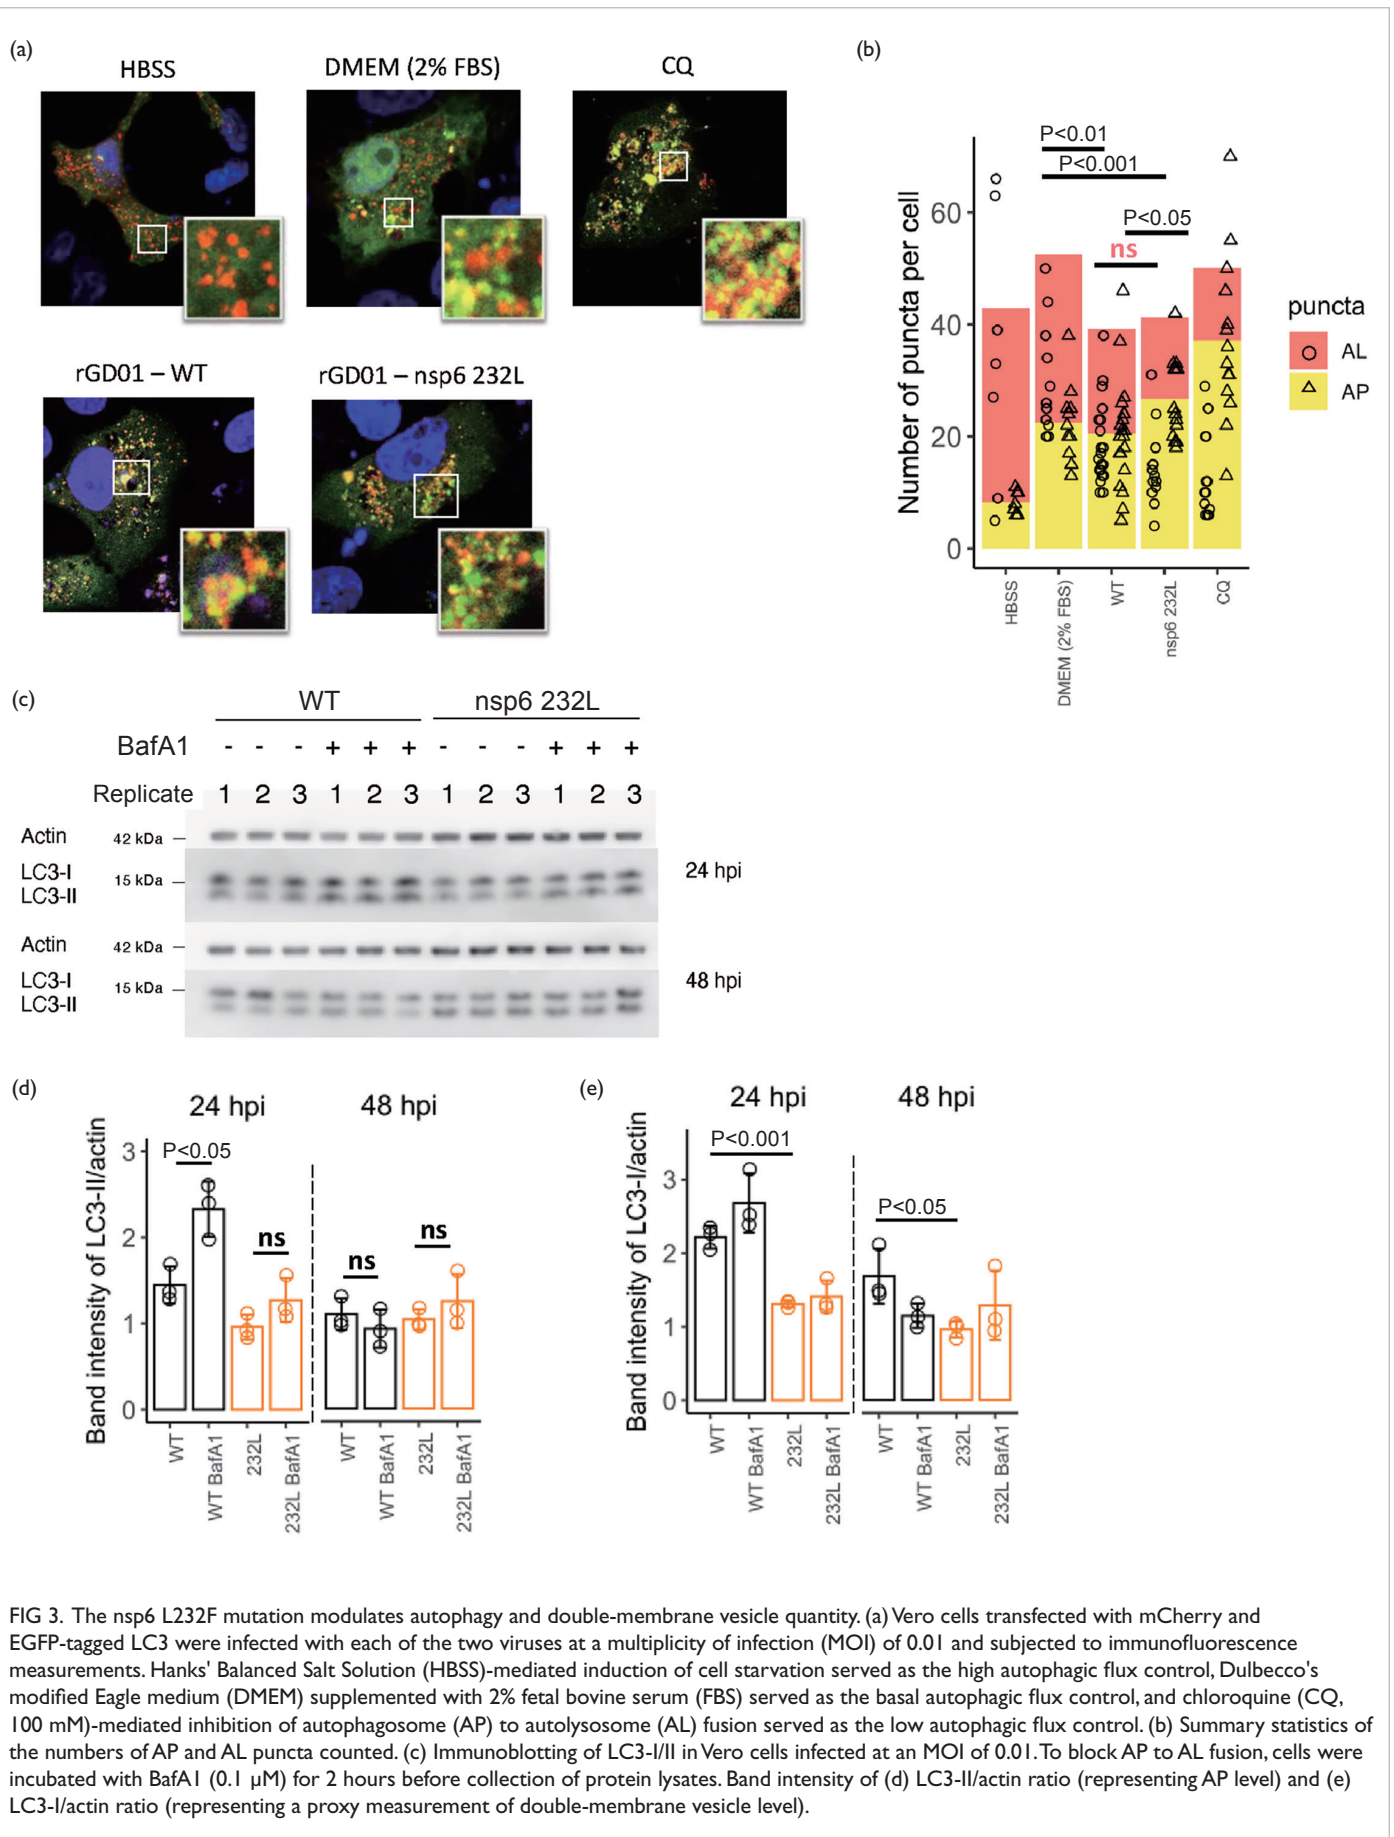 (a)
HBSS
DMEM (2% FBS)
CQ
rGD01 – WT
rGD01 – nsp6 232L
(b)
Number of puncta per cell
60
40
20
0
P<0.01
P<0.001
P<0.05
ns
puncta
AL
AP
HBSS
DMEM (2% FBS)
WT
nsp6 232L
CQ
(c)
WT nsp6 232L
BafA1 - - - + + + - - - + + +
Replicate 1 2 3 1 2 3 1 2 3 1 2 3
Actin 42 kDa
LC3-I 15 kDa 24 hpi
LC3-II
Actin 42 kDa
LC3-I 15 kDa 48 hpi
LC3-II
(d)
24 hpi 48 hpi
Band intensity of LC3-II/actin
3
2
1
0
P<0.05
ns
ns
ns
WT
WT BafA1
232L
232L BafA1
WT
WT BafA1
232L
232L BafA1
(e)
24 hpi 48 hpi
Band intensity of LC3-I/actin
3
2
1
0
P<0.001
P<0.05
WT
WT BafA1
232L
232L BafA1
WT
WT BafA1
232L
232L BafA1
FIG 3. The nsp6 L232F mutation modulates autophagy and double-membrane vesicle quantity. (a) Vero cells transfected with mCherry and
EGFP-tagged LC3 were infected with each of the two viruses at a multiplicity of infection (MOI) of 0.01 and subjected to immunofluorescence
measurements. Hanks' Balanced Salt Solution (HBSS)-mediated induction of cell starvation served as the high autophagic flux control, Dulbecco's
modified Eagle medium (DMEM) supplemented with 2% fetal bovine serum (FBS) served as the basal autophagic flux control, and chloroquine (CQ,
100 mM)-mediated inhibition of autophagosome (AP) to autolysosome (AL) fusion served as the low autophagic flux control. (b) Summary statistics of
the numbers of AP and AL puncta counted. (c) Immunoblotting of LC3-I/II in Vero cells infected at an MOI of 0.01. To block AP to AL fusion, cells were
incubated with BafA1 (0.1 μM) for 2 hours before collection of protein lysates. Band intensity of (d) LC3-II/actin ratio (representing AP level) and (e)
LC3-I/actin ratio (representing a proxy measurement of double-membrane vesicle level).